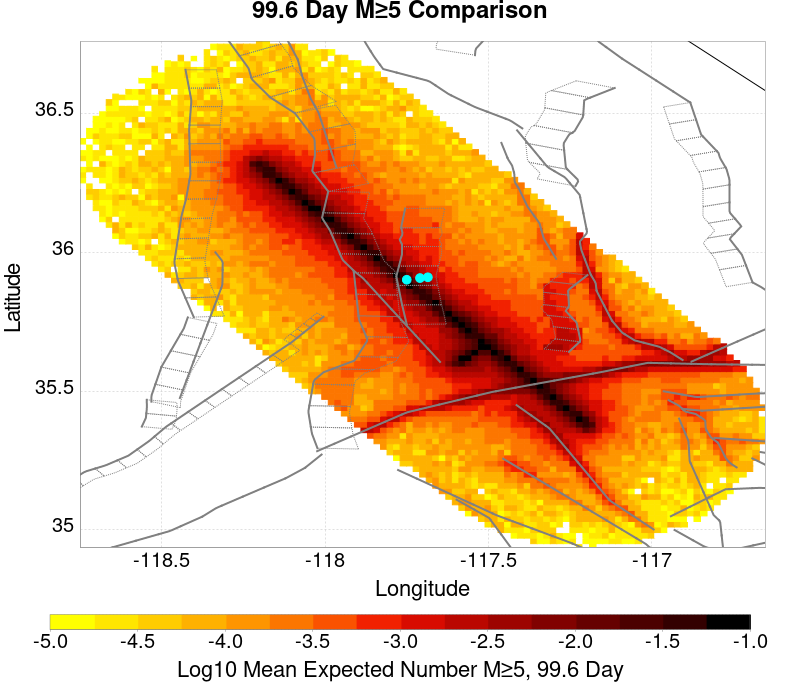 99.6 Day M≥5 Comparison
36.5
36
35.5
35
Latitude
-118.5 -118 -117.5 -117
Longitude
-5.0 -4.5 -4.0 -3.5 -3.0 -2.5 -2.0 -1.5 -1.0
Log10 Mean Expected Number M≥5, 99.6 Day